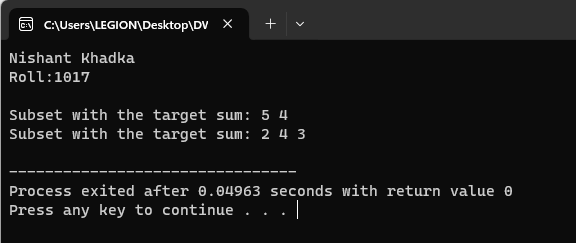 C:\Users\LEGION\Desktop\DV
Nishant Khadka
Roll:1017
Subset with the target sum: 5 4
Subset with the target sum: 2 4 3
--------------------------------
Process exited after 0.04963 seconds with return value 0
Press any key to continue . . .